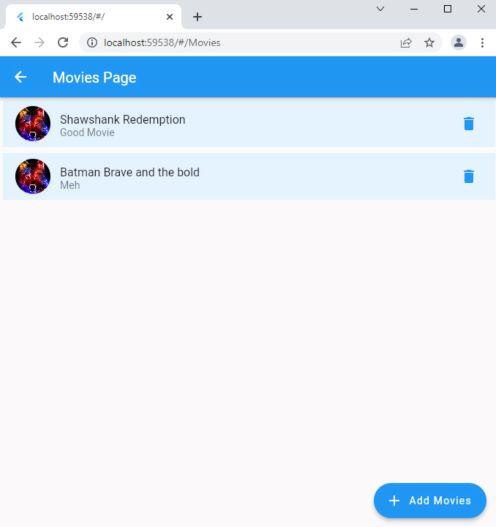 localhost:59538/#/
localhost:59538/#/Movies
Movies Page
Shawshank Redemption
Good Movie
Batman Brave and the bold
Meh
Add Movies